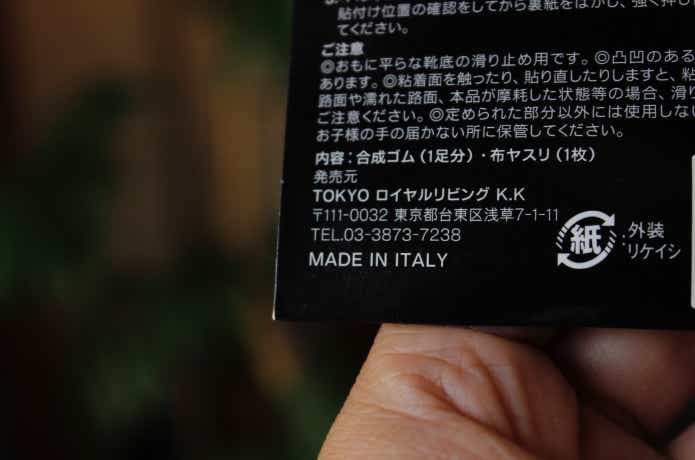 貼付け位置の確認をしてから裏紙をはがし、強く押し
てください。
ご注意
◎おもに平らな靴底の滑り止め用です。◎凸凹のある
あります。◎粘着面を触ったり、貼り直したりしますと、粘
路面や濡れた路面、本品が摩耗した状態等の場合、滑り
ご注意ください。◎定められた部分以外には使用しない
お子様の手の届かない所に保管してください。
内容：合成ゴム（1足分）・布ヤスリ（1枚）
発売元
TOKYO ロイヤルリビング K.K
〒111-0032 東京都台東区浅草7-1-11
TEL.03-3873-7238
MADE IN ITALY
紙
：外装
リケイシ